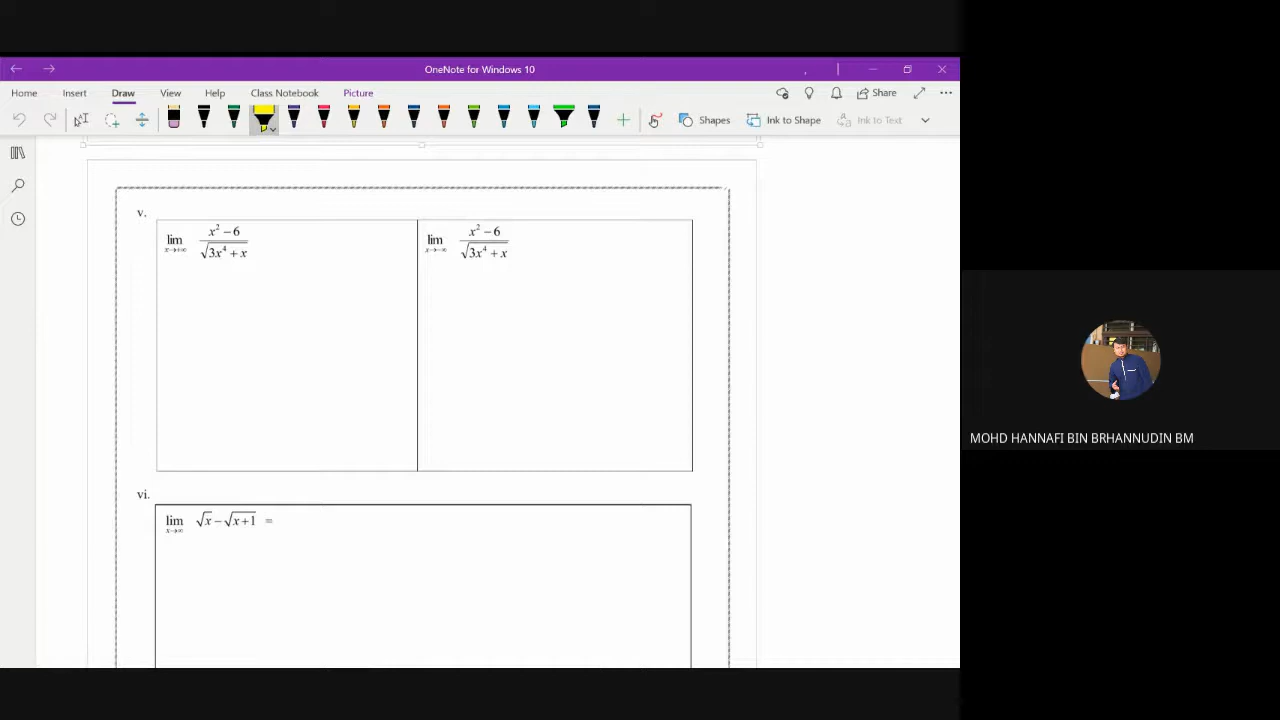 OneNote for Windows 10
Home Insert Draw View Help Class Notebook Picture Share
Shapes Ink to Shape Ink to Text
v.
lim x→+∞ (x² − 6)/√(3x⁴ + x)
lim x→−∞ (x² − 6)/√(3x⁴ + x)
vi.
lim x→∞ √x − √(x+1) =
MOHD HANNAFI BIN BRHANNUDIN BM